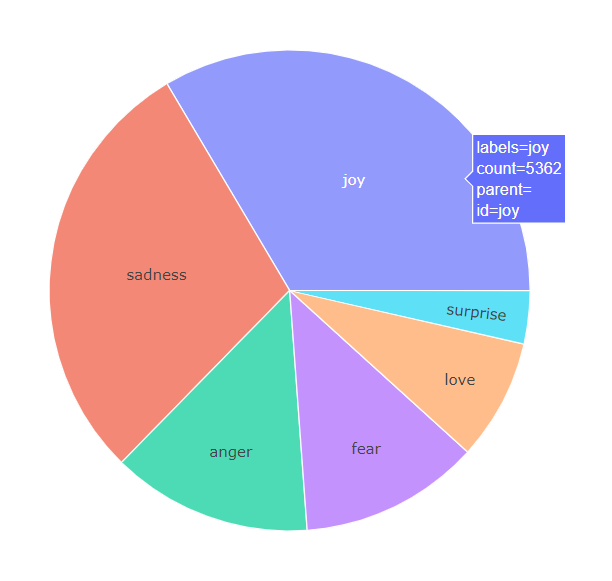 labels=joy
count=5362
parent=
id=joy
joy
sadness
surprise
love
anger
fear